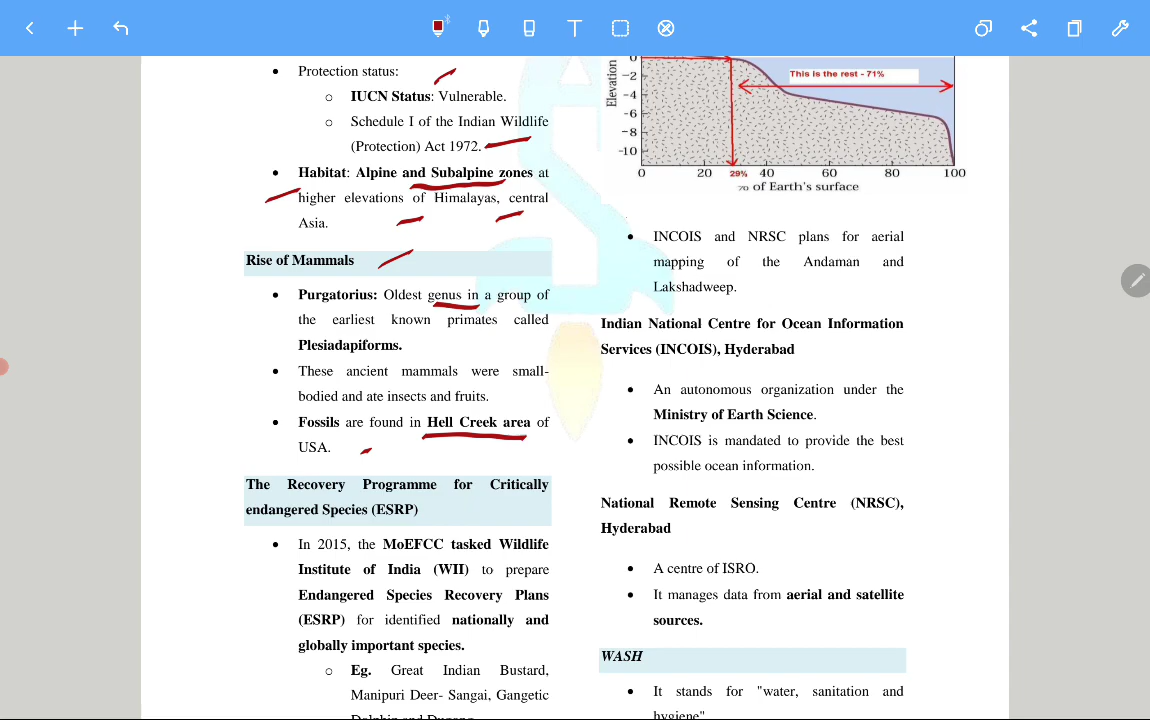 Protection status:
IUCN Status: Vulnerable.
Schedule I of the Indian Wildlife
(Protection) Act 1972.
Habitat: Alpine and Subalpine zones at
higher elevations of Himalayas, central
Asia.
Rise of Mammals
Purgatorius: Oldest genus in a group of
the earliest known primates called
Plesiadapiforms.
These ancient mammals were small-
bodied and ate insects and fruits.
Fossils are found in Hell Creek area of
USA.
The Recovery Programme for Critically
endangered Species (ESRP)
In 2015, the MoEFCC tasked Wildlife
Institute of India (WII) to prepare
Endangered Species Recovery Plans
(ESRP) for identified nationally and
globally important species.
Eg. Great Indian Bustard,
Manipuri Deer- Sangai, Gangetic
Dolphin and Dugong
Elevation
0
-2
-4
-6
-8
-10
This is the rest - 71%
0 20 29% 40 60 80 100
% of Earth's surface
INCOIS and NRSC plans for aerial
mapping of the Andaman and
Lakshadweep.
Indian National Centre for Ocean Information
Services (INCOIS), Hyderabad
An autonomous organization under the
Ministry of Earth Science.
INCOIS is mandated to provide the best
possible ocean information.
National Remote Sensing Centre (NRSC),
Hyderabad
A centre of ISRO.
It manages data from aerial and satellite
sources.
WASH
It stands for "water, sanitation and
hygiene"